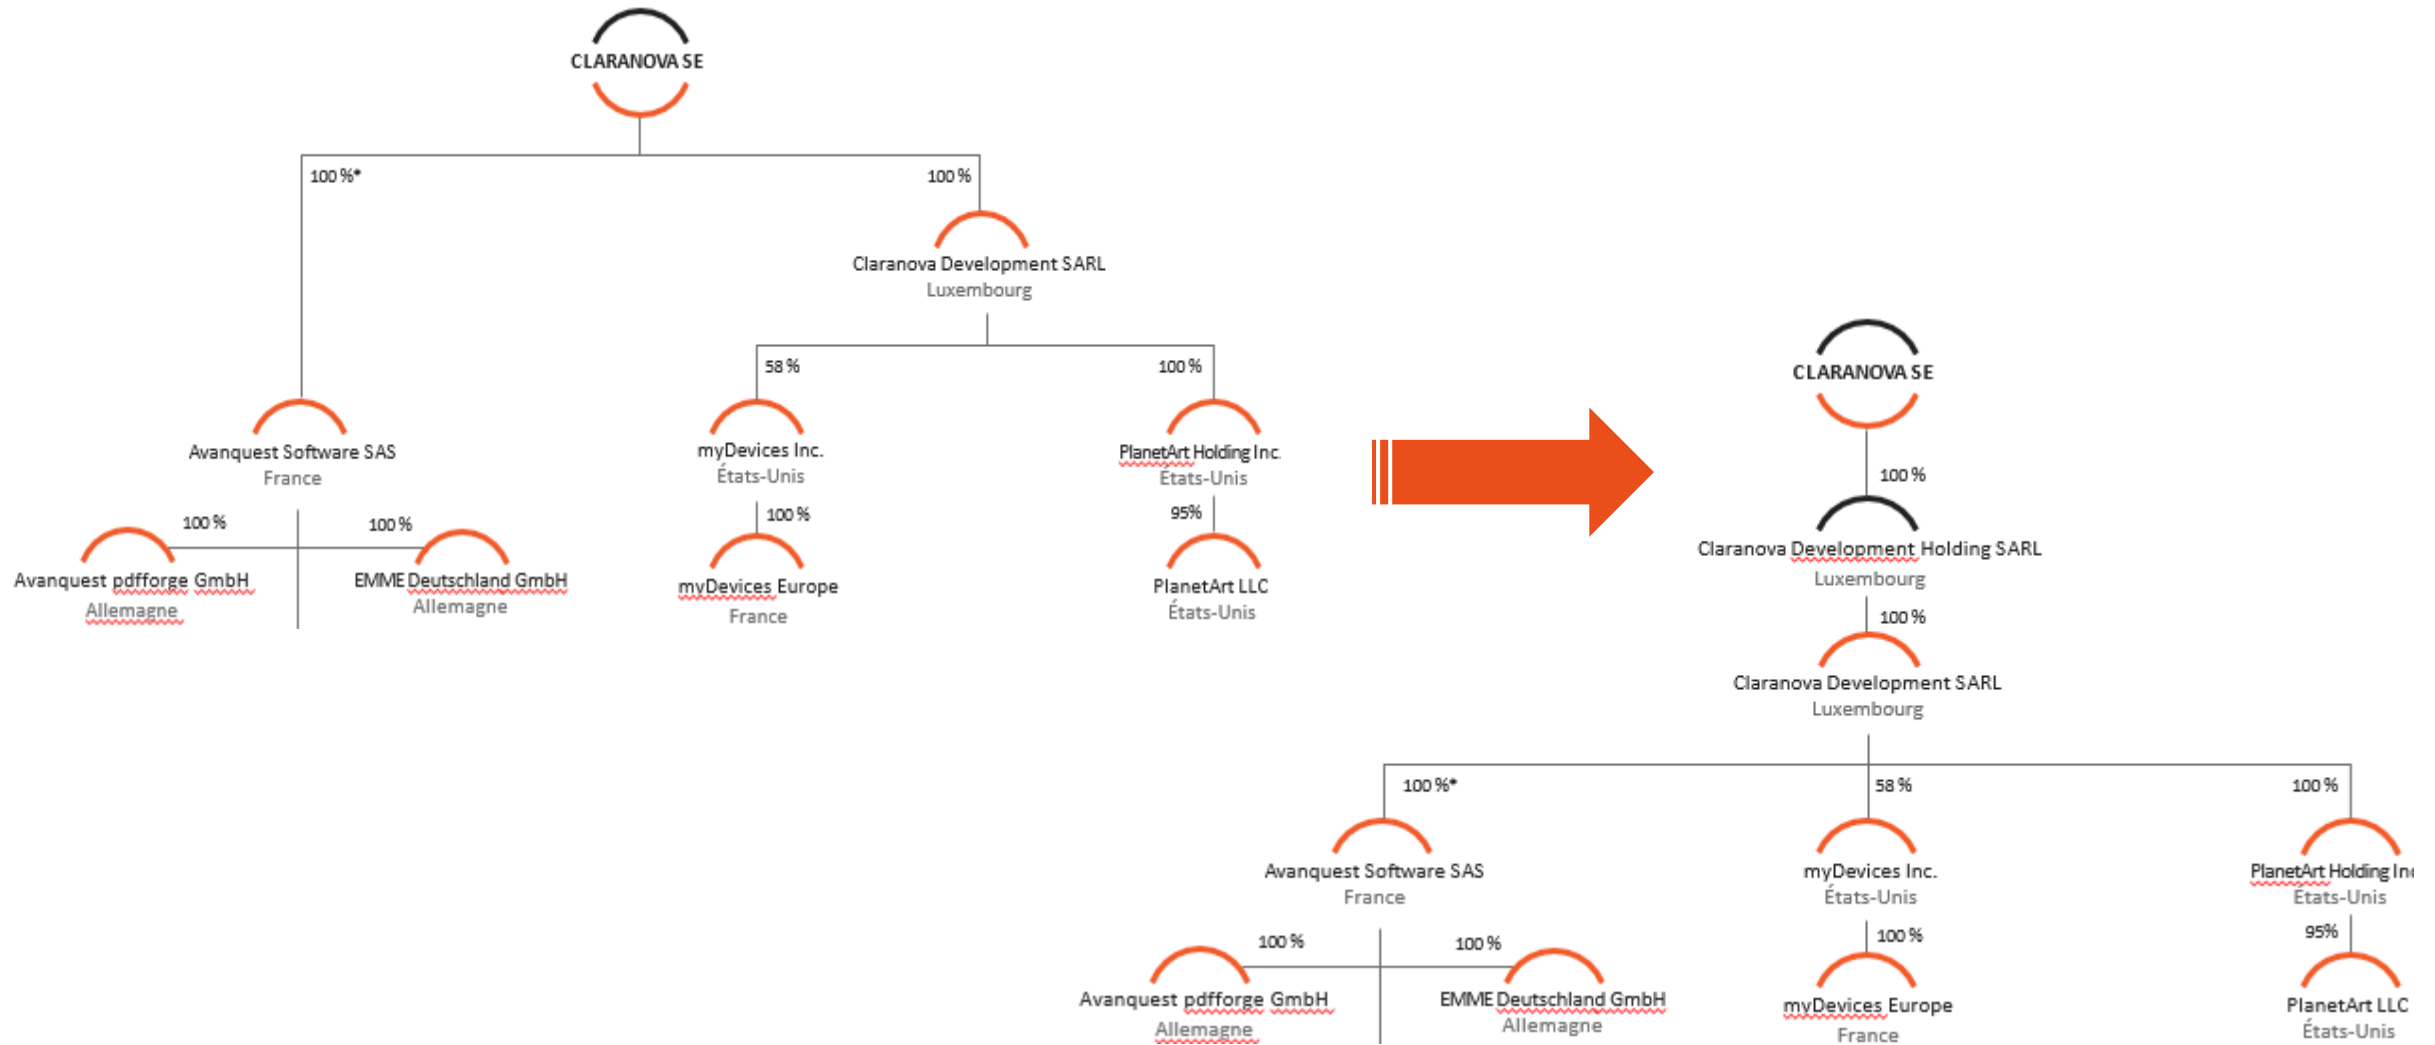 CLARANOVA SE
100 %*
100 %
Claranova Development SARL
Luxembourg
58 %
100 %
Avanquest Software SAS
France
myDevices Inc.
États-Unis
PlanetArt Holding Inc.
États-Unis
100 %
100 %
100 %
95%
Avanquest pdfforge GmbH
Allemagne
EMME Deutschland GmbH
Allemagne
myDevices Europe
France
PlanetArt LLC
États-Unis
CLARANOVA SE
100 %
Claranova Development Holding SARL
Luxembourg
100 %
Claranova Development SARL
Luxembourg
100 %*
58 %
100 %
Avanquest Software SAS
France
myDevices Inc.
États-Unis
PlanetArt Holding Inc
États-Unis
100 %
100 %
100 %
95%
Avanquest pdfforge GmbH
Allemagne
EMME Deutschland GmbH
Allemagne
myDevices Europe
France
PlanetArt LLC
États-Unis